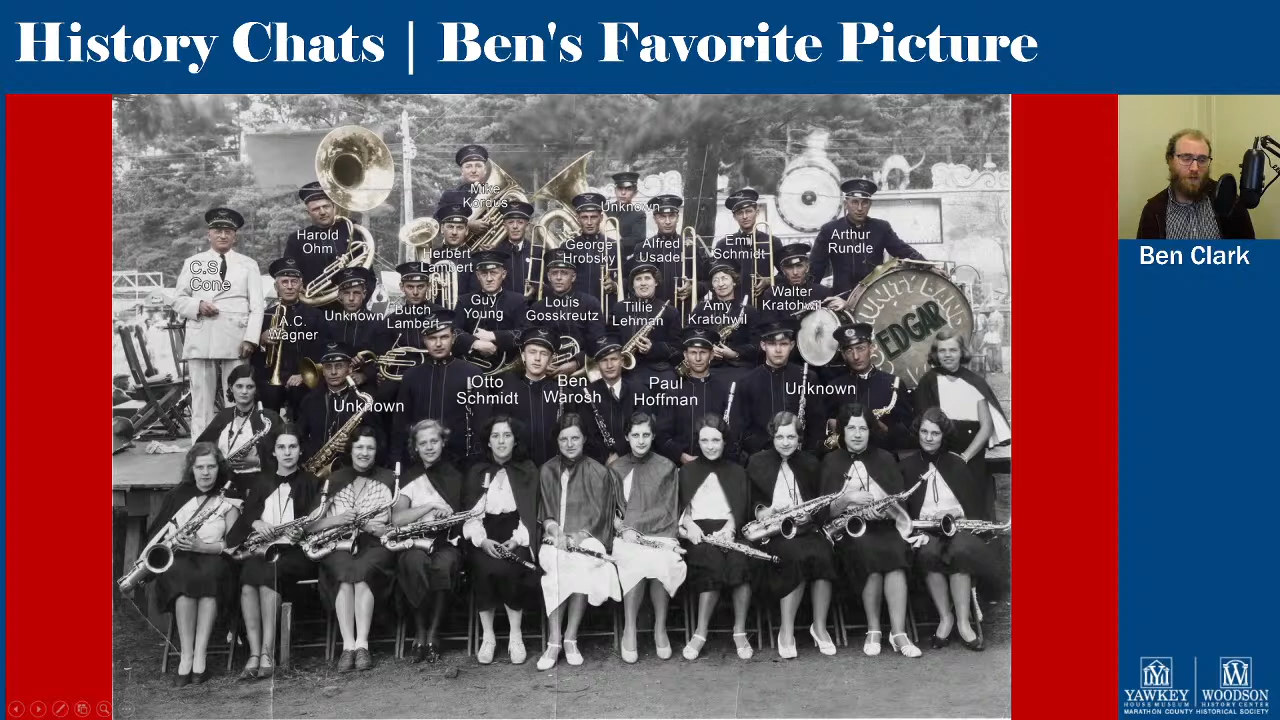 History Chats | Ben's Favorite Picture
Mike
Kordus
Unknown
Harold
Ohm
Herbert
Lambert
George
Hrobsky
Alfred
Usadel
Emil
Schmidt
Arthur
Rundle
C.S.
Cone
A.C.
Wagner
Unknown
Butch
Lambert
Guy
Young
Louis
Gosskreutz
Tillie
Lehman
Amy
Kratohwil
Walter
Kratohwil
EDGAR
Unknown
Otto
Schmidt
Ben
Warosh
Paul
Hoffman
Unknown
Ben Clark
YAWKEY
HOUSE MUSEUM
WOODSON
HISTORY CENTER
MARATHON COUNTY HISTORICAL SOCIETY